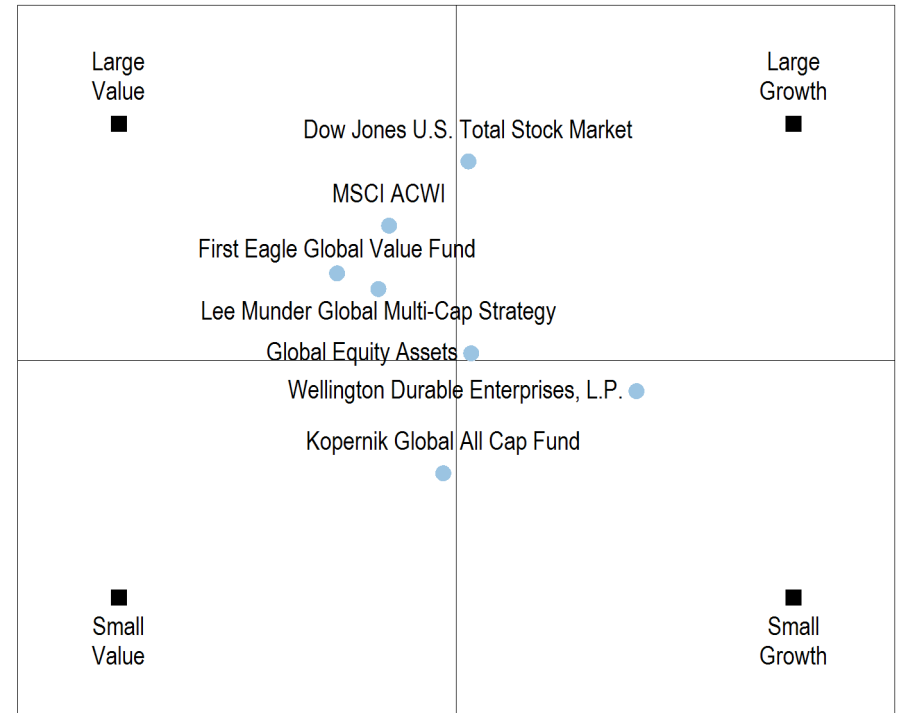 Large
Value
Large
Growth
Dow Jones U.S. Total Stock Market
MSCI ACWI
First Eagle Global Value Fund
Lee Munder Global Multi-Cap Strategy
Global Equity Assets
Wellington Durable Enterprises, L.P.
Kopernik Global All Cap Fund
Small
Value
Small
Growth